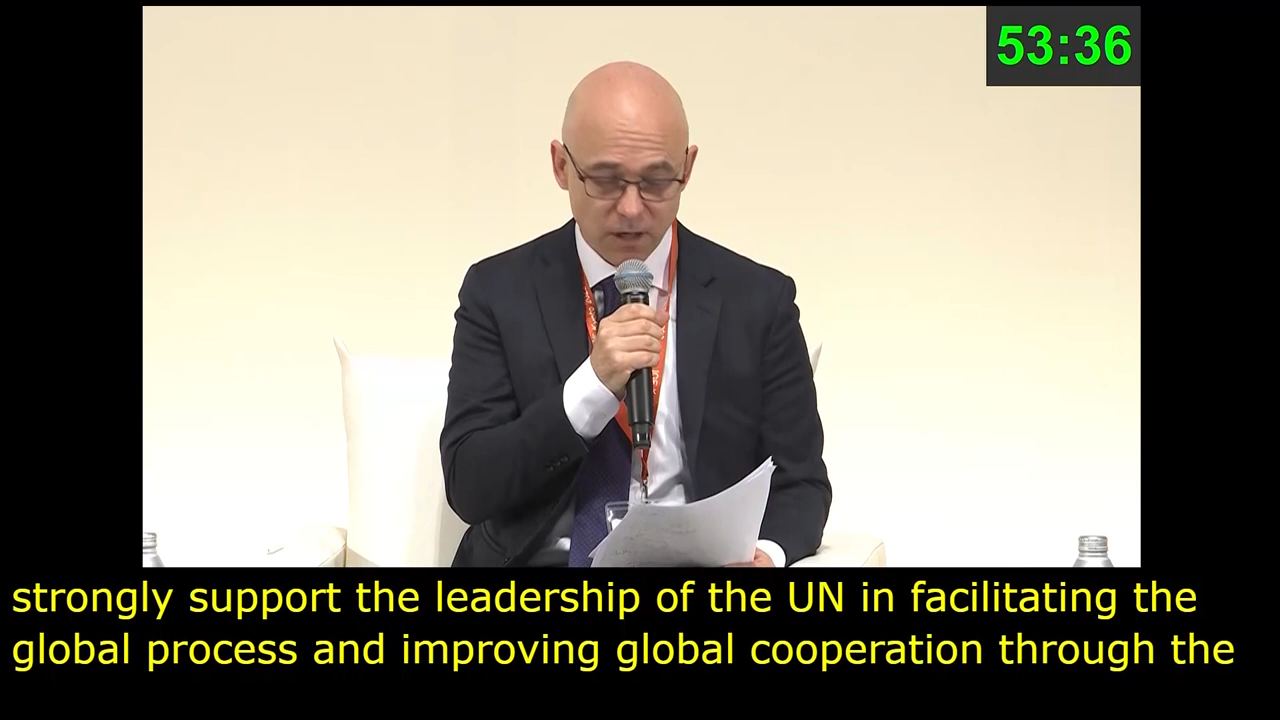 53:36
strongly support the leadership of the UN in facilitating the
global process and improving global cooperation through the